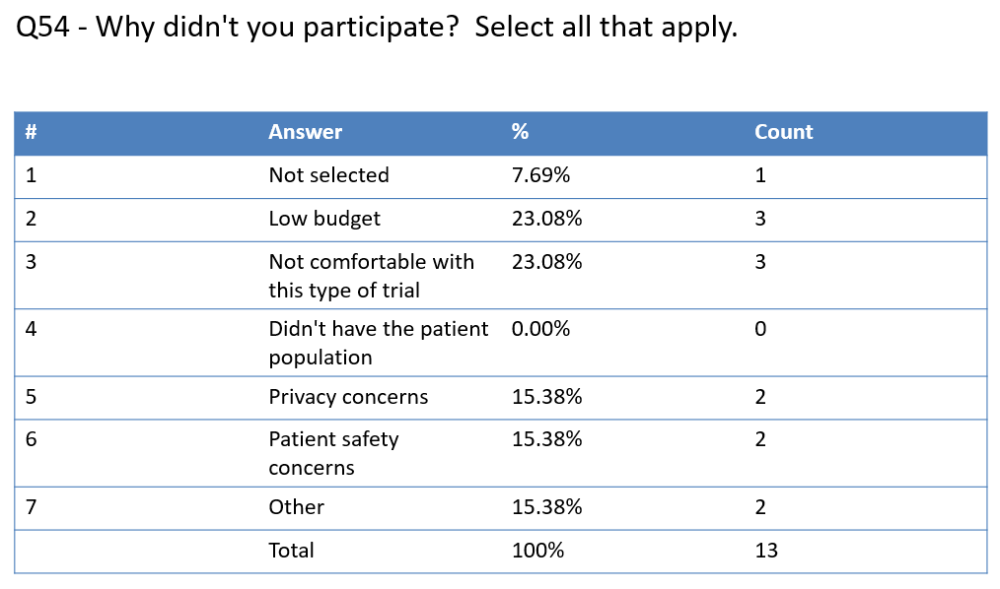 Q54 - Why didn't you participate?  Select all that apply.
# Answer % Count
1 Not selected 7.69% 1
2 Low budget 23.08% 3
3 Not comfortable with 23.08% 3
this type of trial
4 Didn't have the patient 0.00% 0
population
5 Privacy concerns 15.38% 2
6 Patient safety 15.38% 2
concerns
7 Other 15.38% 2
Total 100% 13